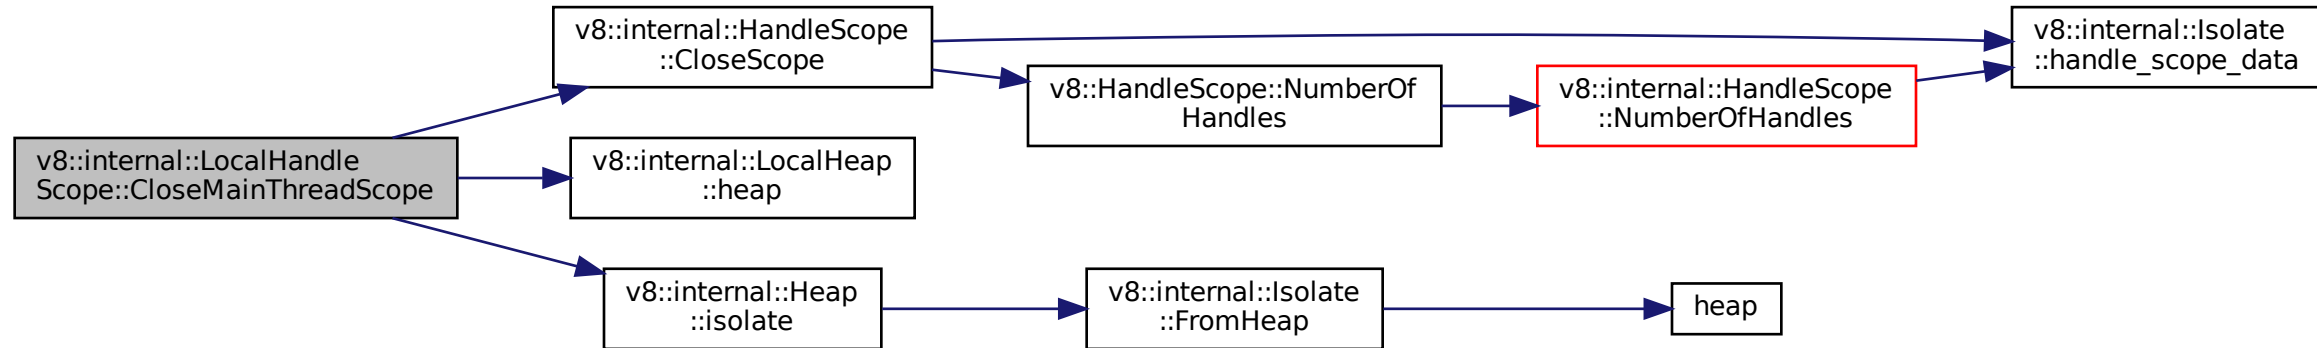 v8::internal::HandleScope
::CloseScope
v8::internal::Isolate
::handle_scope_data
v8::HandleScope::NumberOf
Handles
v8::internal::HandleScope
::NumberOfHandles
v8::internal::LocalHandle
Scope::CloseMainThreadScope
v8::internal::LocalHeap
::heap
v8::internal::Heap
::isolate
v8::internal::Isolate
::FromHeap
heap